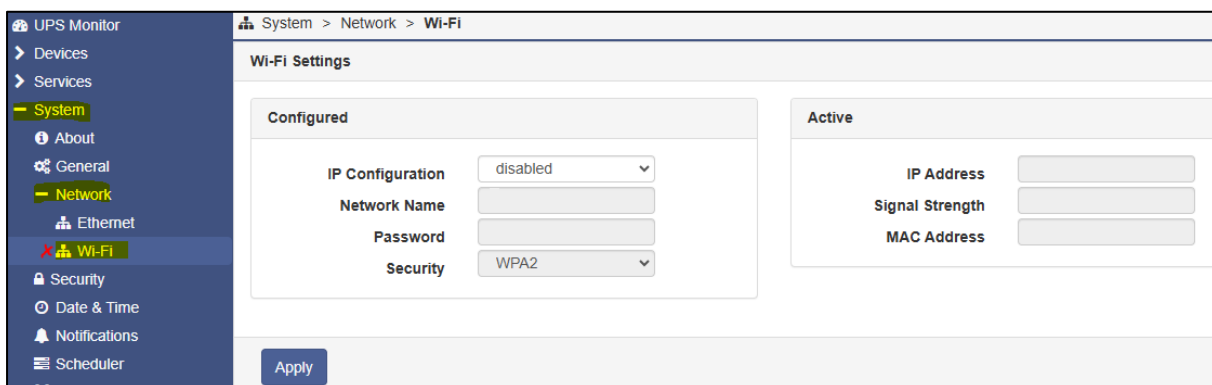 UPS Monitor
Devices
Services
System
About
General
Network
Ethernet
Wi-Fi
Security
Date & Time
Notifications
Scheduler
System > Network > Wi-Fi
Wi-Fi Settings
Configured
IP Configuration disabled
Network Name
Password
Security WPA2
Active
IP Address
Signal Strength
MAC Address
Apply